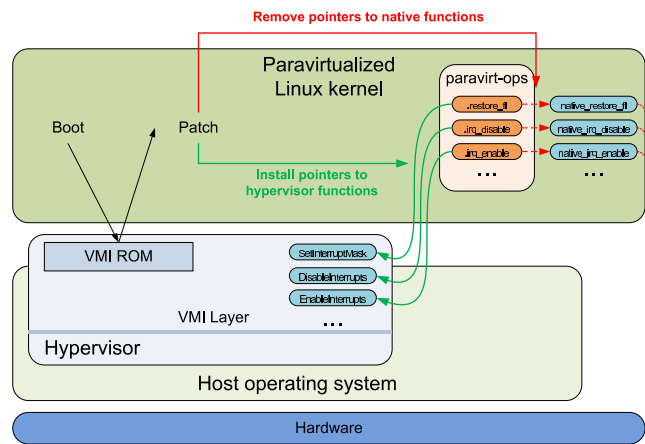 Remove pointers to native functions
Paravirtualized
Linux kernel
paravirt-ops
Boot
Patch
.restore_fl
native_restore_fl
.irq_disable
native_irq_disable
.irq_enable
native_irq_enable
...
...
Install pointers to
hypervisor functions
VMI ROM
SetInterruptMask
DisableInterrupts
EnableInterrupts
...
VMI Layer
Hypervisor
Host operating system
Hardware